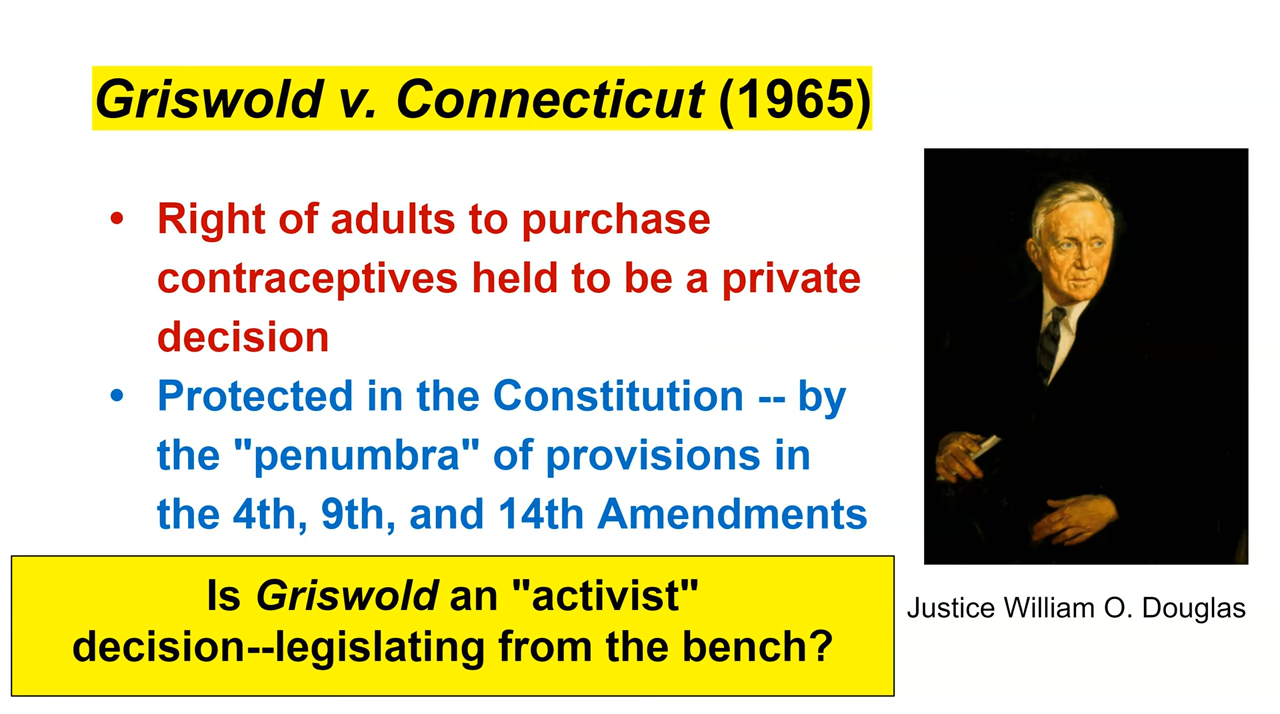 Griswold v. Connecticut (1965)
• Right of adults to purchase
contraceptives held to be a private
decision
• Protected in the Constitution -- by
the "penumbra" of provisions in
the 4th, 9th, and 14th Amendments
Is Griswold an "activist"
decision--legislating from the bench?
Justice William O. Douglas